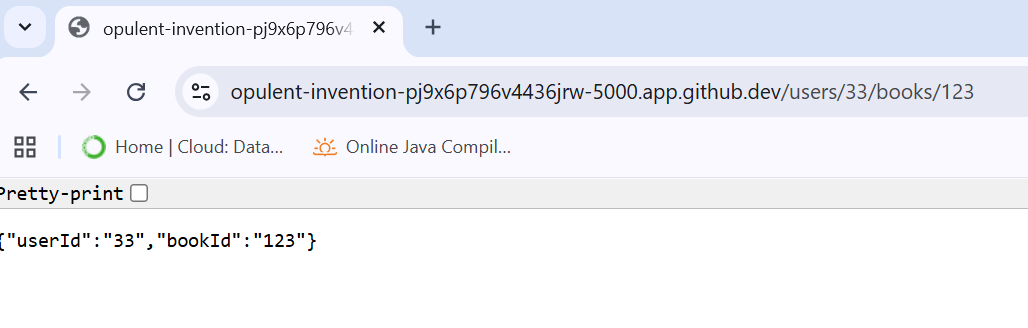 opulent-invention-pj9x6p796v4
opulent-invention-pj9x6p796v4436jrw-5000.app.github.dev/users/33/books/123
Home | Cloud: Data... Online Java Compil...
Pretty-print
{"userId":"33","bookId":"123"}